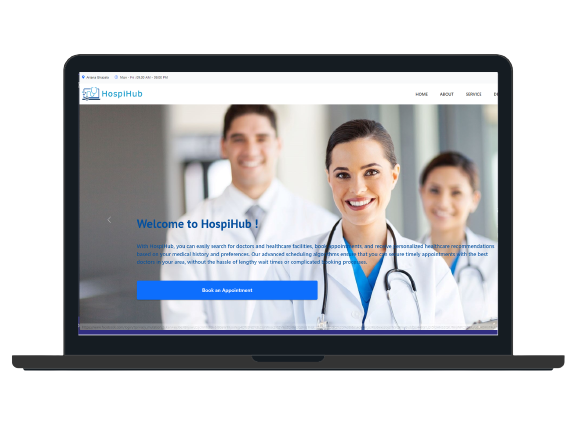 Ariana Ghazela Mon - Fri : 08.00 AM - 09.00 PM
HospiHub
HOME ABOUT SERVICE
Welcome to HospiHub !
With HospiHub, you can easily search for doctors and healthcare facilities, book appointments, and receive personalized healthcare recommendations
based on your medical history and preferences. Our advanced scheduling algorithms ensure that you can secure timely appointments with the best
doctors in your area, without the hassle of lengthy wait times or complicated booking processes.
Book an Appointment